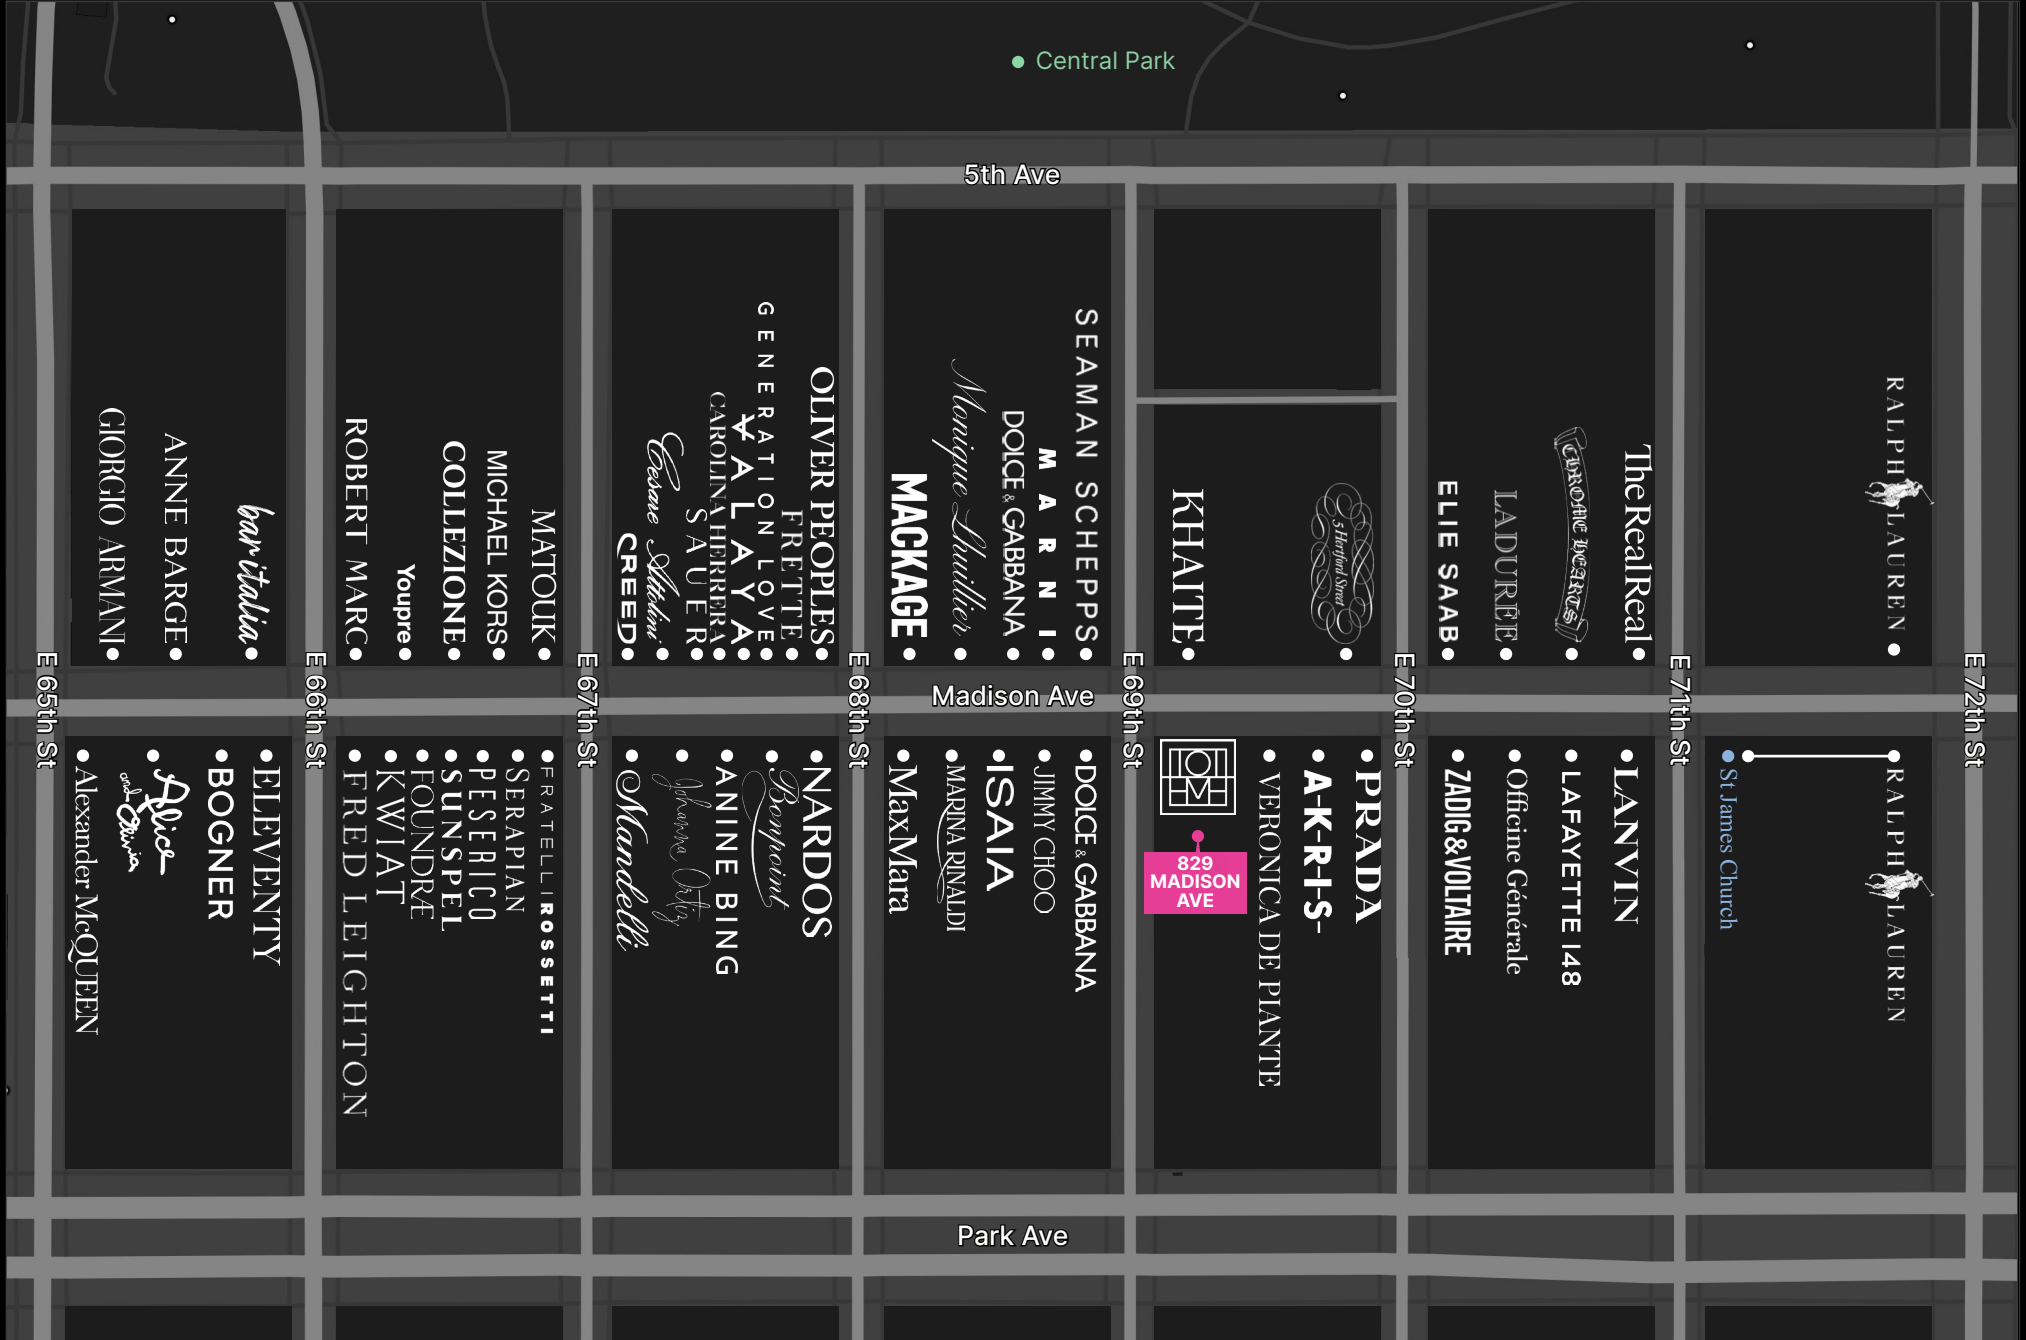 Central Park
5th Ave
GIORGIO ARMANI
ANNE BARGE
baritalia
ROBERT MARC
Youpre
COLLEZIONE
MICHAEL KORS
MATOUK
CREED
Cesare Attolini
SAUER
CAROLINA HERRERA
VALAYA
GENERATION LOVE
FRETTE
OLIVER PEOPLES
MACKAGE
Monique Lhuillier
DOLCE & GABBANA
MARNI
SEAMAN SCHEPPS
KHAITE
5 Hertford Street
ELIE SAAB
LADURÉE
CHROME HEARTS
The RealReal
RALPH LAUREN
E 65th St
E 66th St
E 67th St
E 68th St
Madison Ave
E 69th St
E 70th St
E 71th St
E 72th St
Alexander McQUEEN
Alice
and Olivia
BOGNER
ELEVENTY
FRED LEIGHTON
KWIAT
FOUNDRÆ
SUNSPEL
PESERICO
SERAPIAN
FRATELLI ROSSETTI
Mandelli
Johanna Ortiz
ANINE BING
Bonpoint
NARDOS
MaxMara
MARINA RINALDI
ISAIA
JIMMY CHOO
DOLCE & GABBANA
829
MADISON
AVE
VERONICA DE PIANTE
A-K-R-I-S-
PRADA
ZADIG&VOLTAIRE
Officine Générale
LAFAYETTE 148
LANVIN
St James Church
RALPH LAUREN
Park Ave